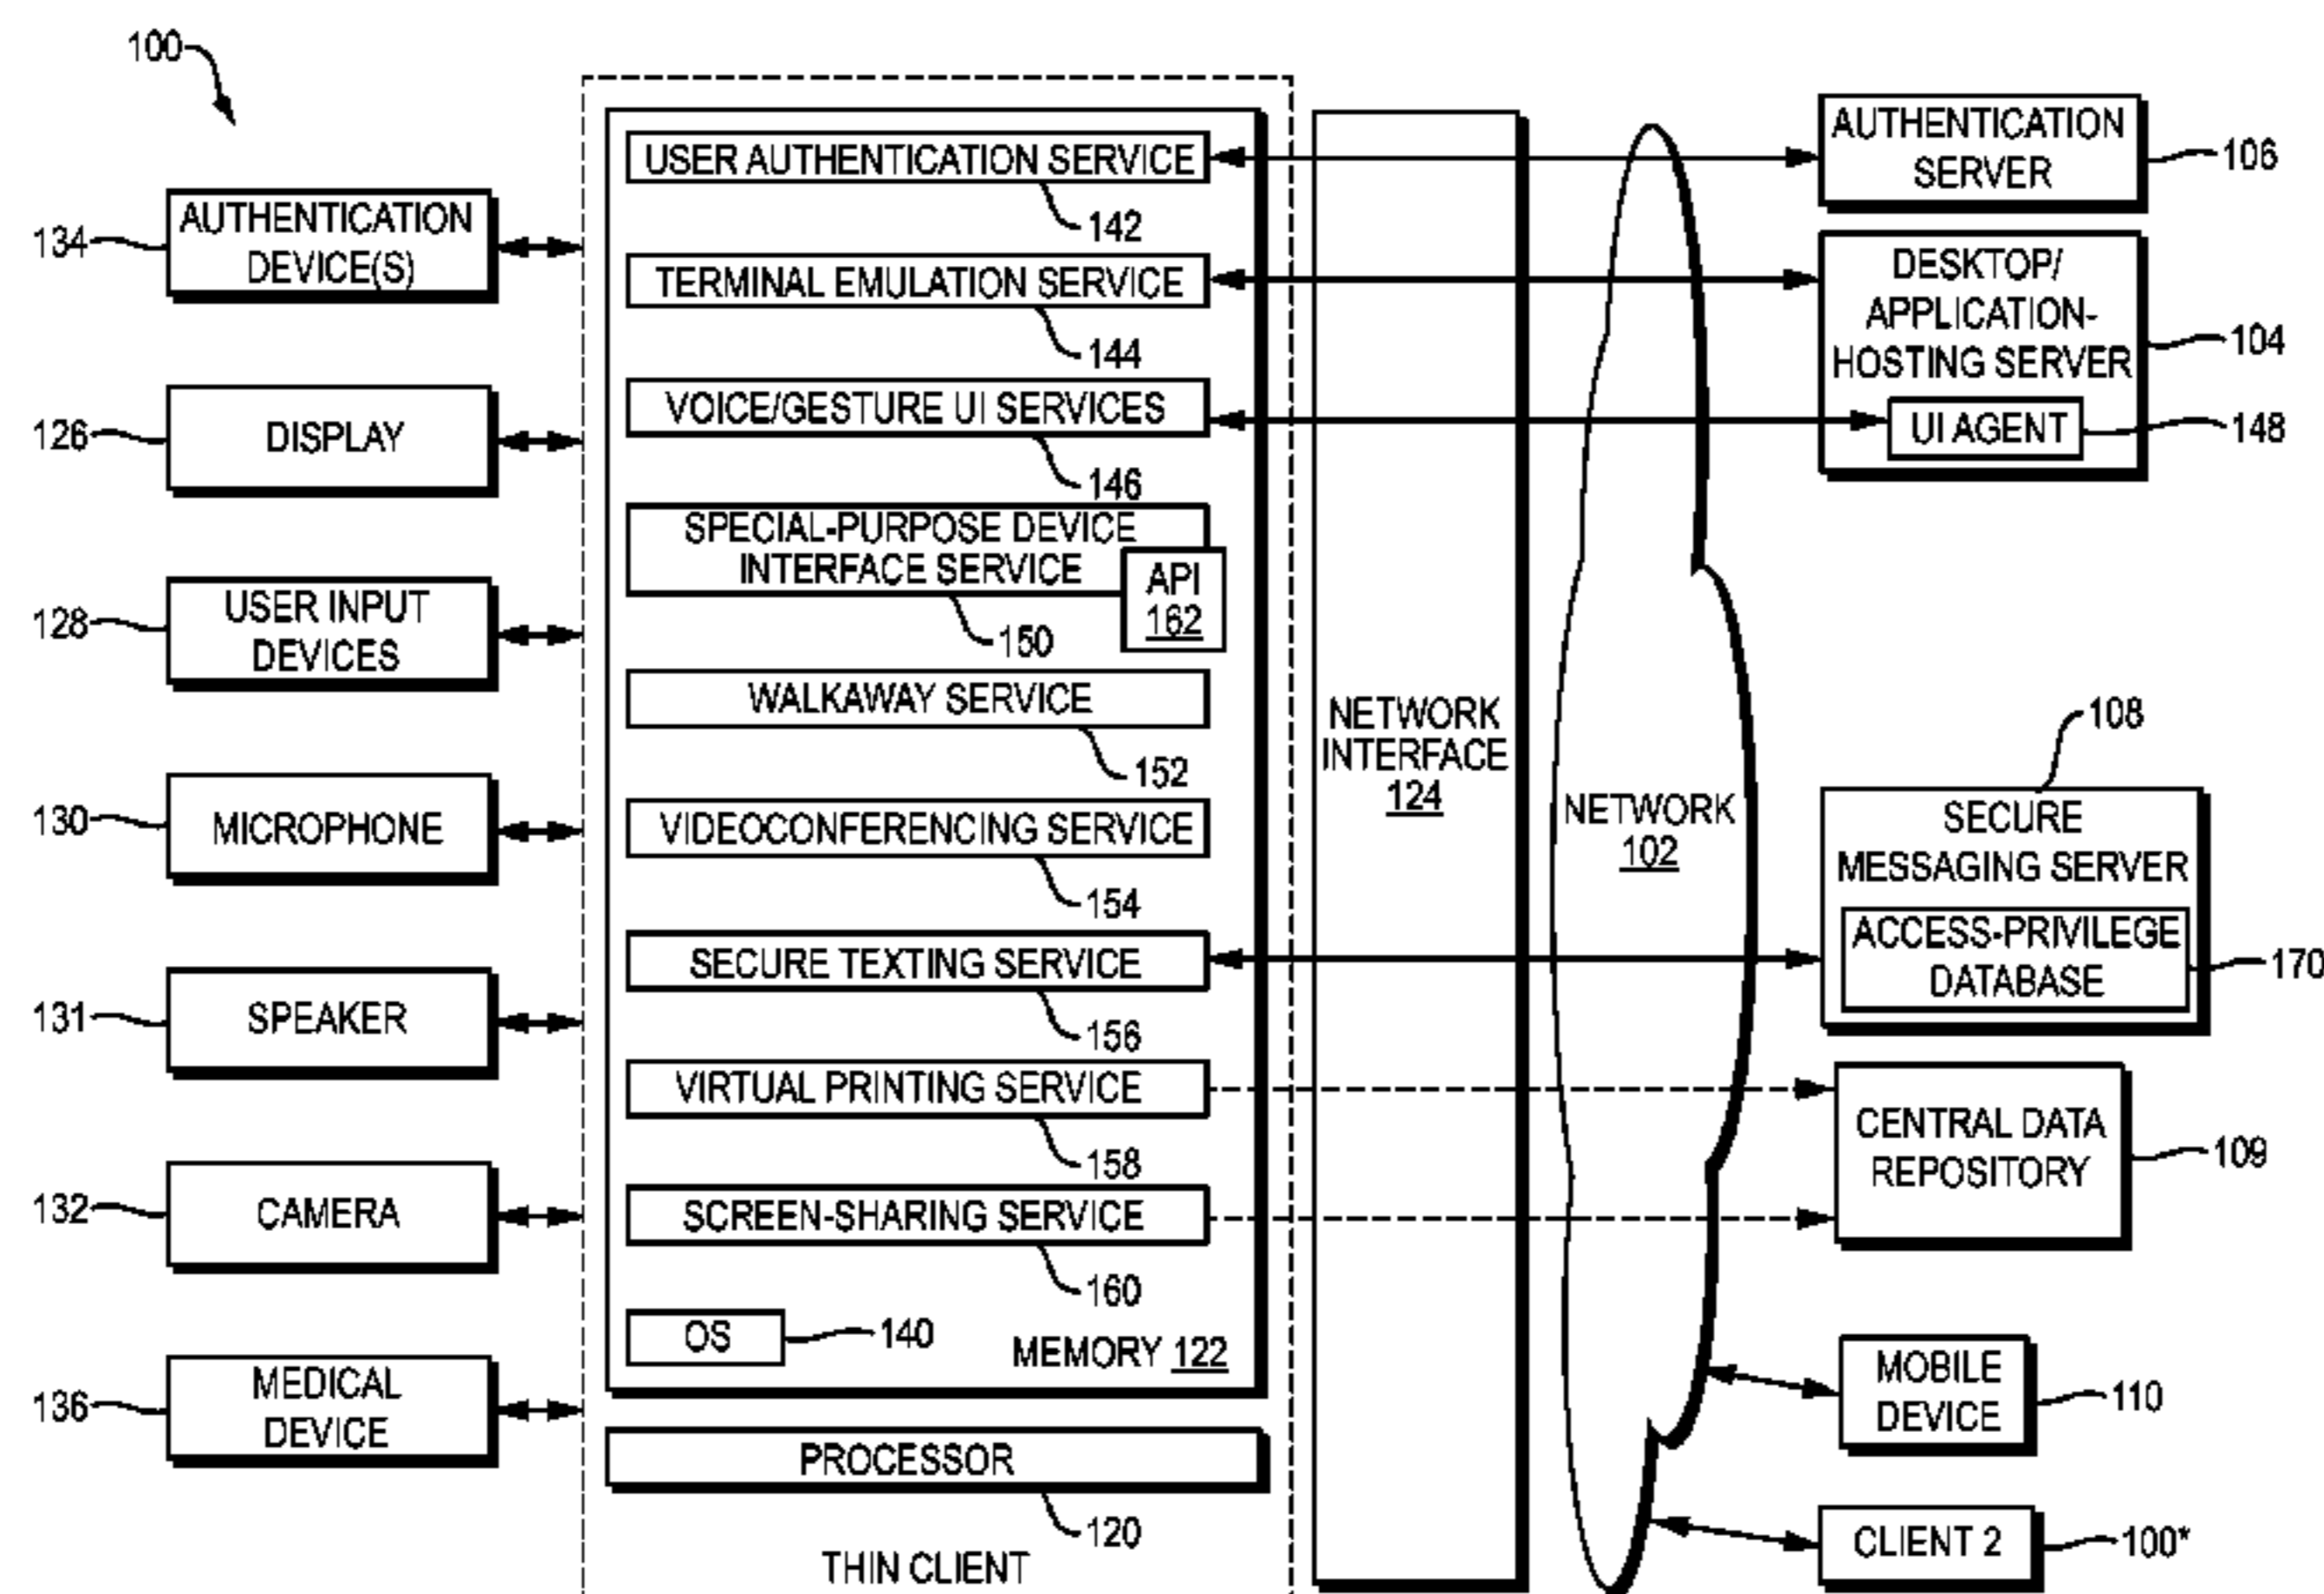 100
AUTHENTICATION
DEVICE(S)
134
DISPLAY
126
USER INPUT
DEVICES
128
MICROPHONE
130
SPEAKER
131
CAMERA
132
MEDICAL
DEVICE
136
USER AUTHENTICATION SERVICE
142
TERMINAL EMULATION SERVICE
144
VOICE/GESTURE UI SERVICES
146
SPECIAL-PURPOSE DEVICE
INTERFACE SERVICE
API
162
150
WALKAWAY SERVICE
152
VIDEOCONFERENCING SERVICE
154
SECURE TEXTING SERVICE
156
VIRTUAL PRINTING SERVICE
158
SCREEN-SHARING SERVICE
160
OS
140
MEMORY 122
PROCESSOR
120
THIN CLIENT
NETWORK
INTERFACE
124
NETWORK
102
AUTHENTICATION
SERVER
106
DESKTOP/
APPLICATION-
HOSTING SERVER
104
UI AGENT
148
108
SECURE
MESSAGING SERVER
ACCESS-PRIVILEGE
DATABASE
170
CENTRAL DATA
REPOSITORY
109
MOBILE
DEVICE
110
CLIENT 2
100*